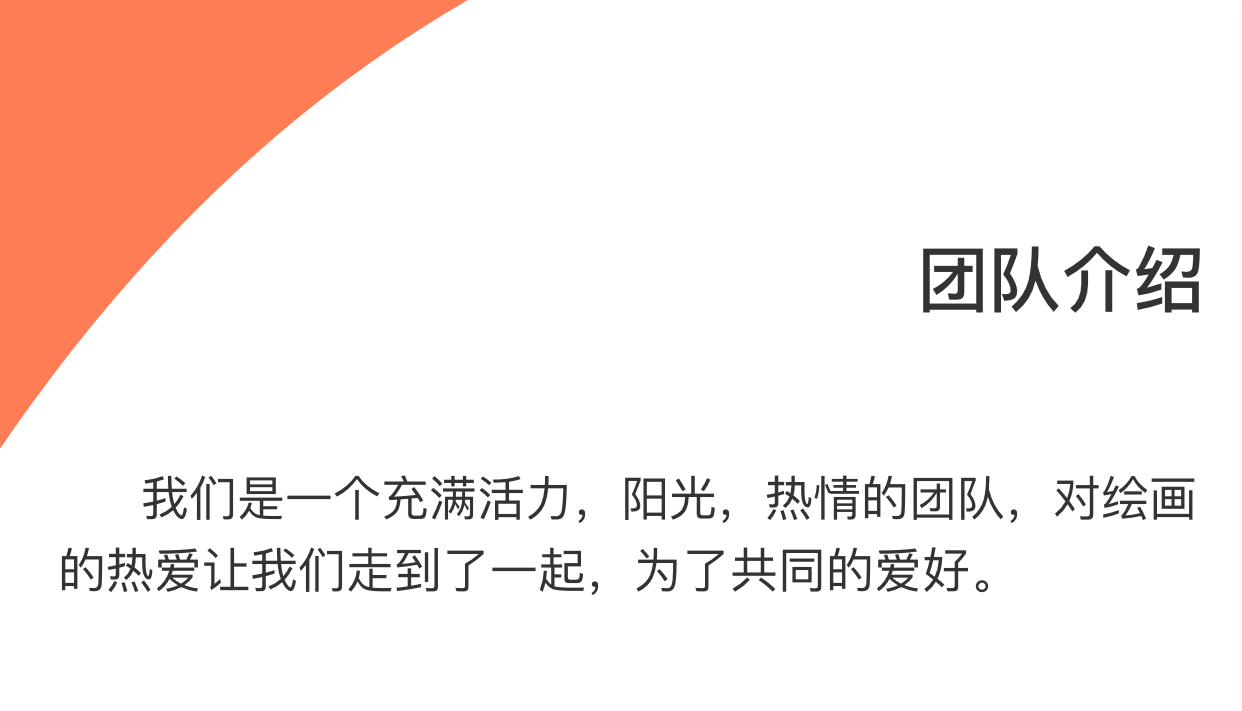 团队介绍
我们是一个充满活力，阳光，热情的团队，对绘画
的热爱让我们走到了一起，为了共同的爱好。